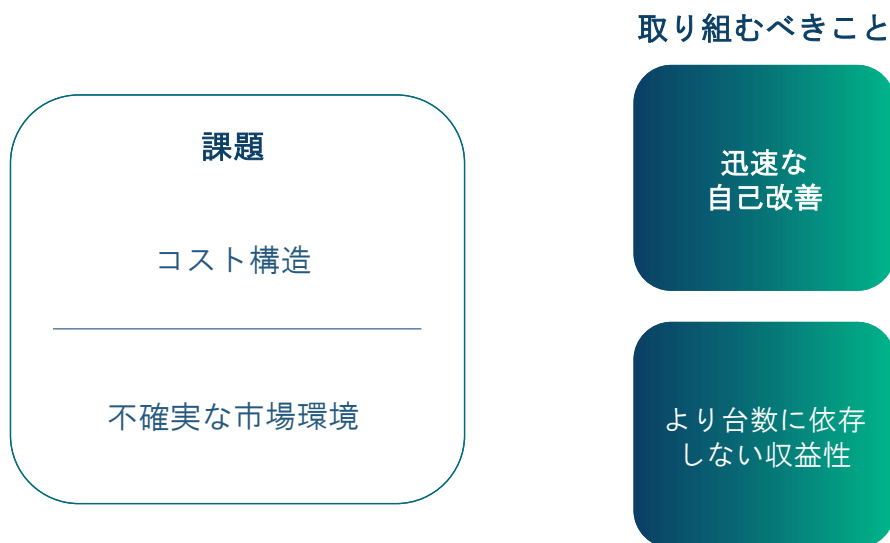 取り組むべきこと
課題
コスト構造
不確実な市場環境
迅速な
自己改善
より台数に依存
しない収益性